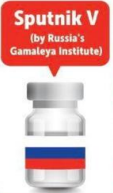 Sputnik V
(by Russia's
Gamaleya Institute)